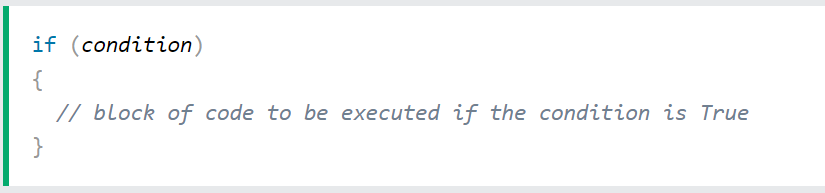 if (condition)
{
  // block of code to be executed if the condition is True
}